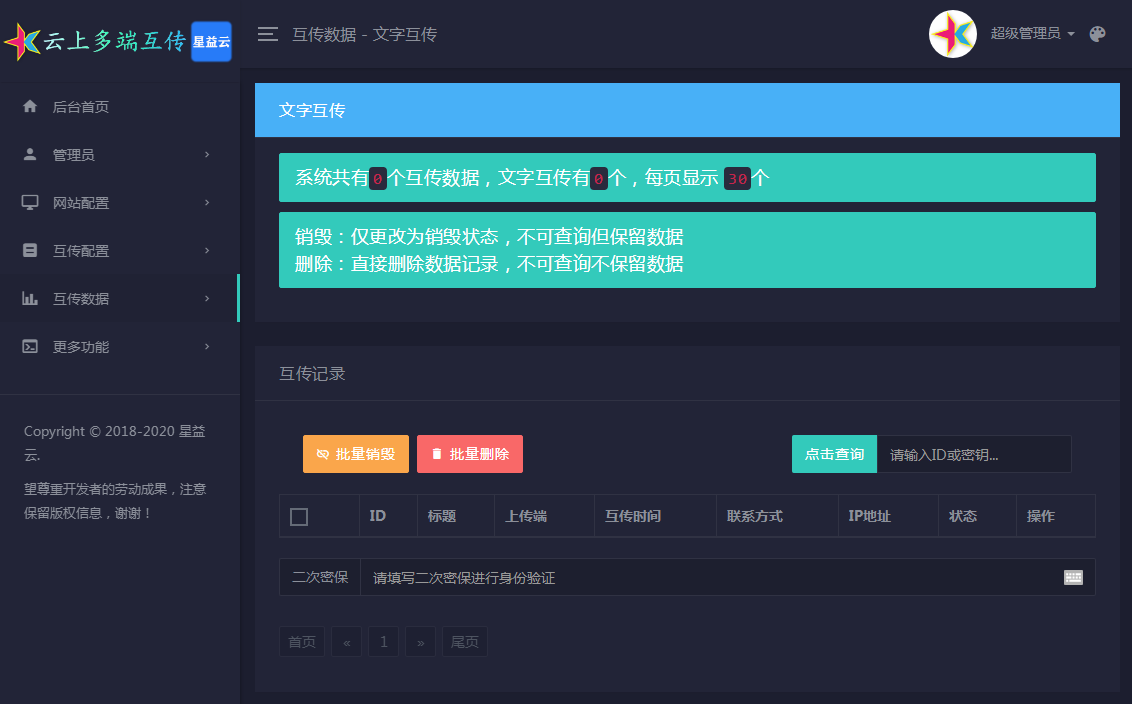 云上多端互传 星益云
互传数据 - 文字互传
超级管理员
后台首页
管理员
网站配置
互传配置
互传数据
更多功能
Copyright © 2018-2020 星益
云.
望尊重开发者的劳动成果，注意
保留版权信息，谢谢！
文字互传
系统共有0个互传数据，文字互传有0个，每页显示 30个
销毁：仅更改为销毁状态，不可查询但保留数据
删除：直接删除数据记录，不可查询不保留数据
互传记录
批量销毁 批量删除 点击查询 请输入ID或密钥...
ID 标题 上传端 互传时间 联系方式 IP地址 状态 操作
二次密保 请填写二次密保进行身份验证
首页 « 1 » 尾页